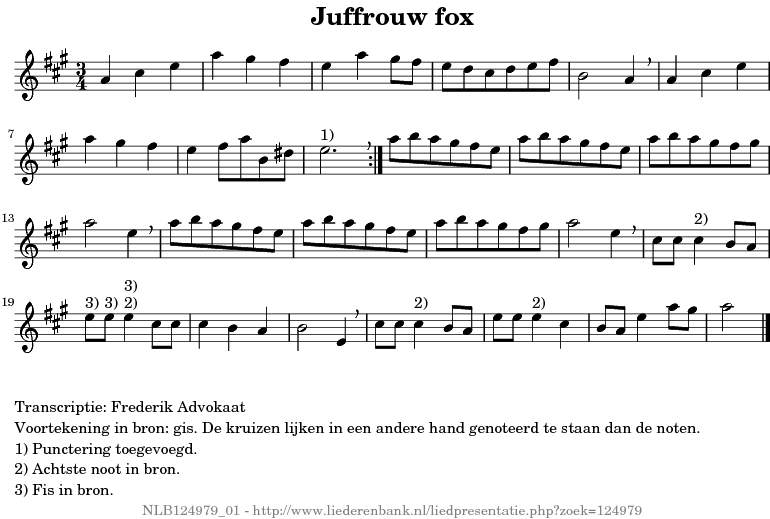 Juffrouw fox
3
4
7
1)
13
2)
19
3) 3)
3)
2)
2)
2)
Transcriptie: Frederik Advokaat
Voortekening in bron: gis. De kruizen lijken in een andere hand genoteerd te staan dan de noten.
1) Punctering toegevoegd.
2) Achtste noot in bron.
3) Fis in bron.
NLB124979_01 - http://www.liederenbank.nl/liedpresentatie.php?zoek=124979